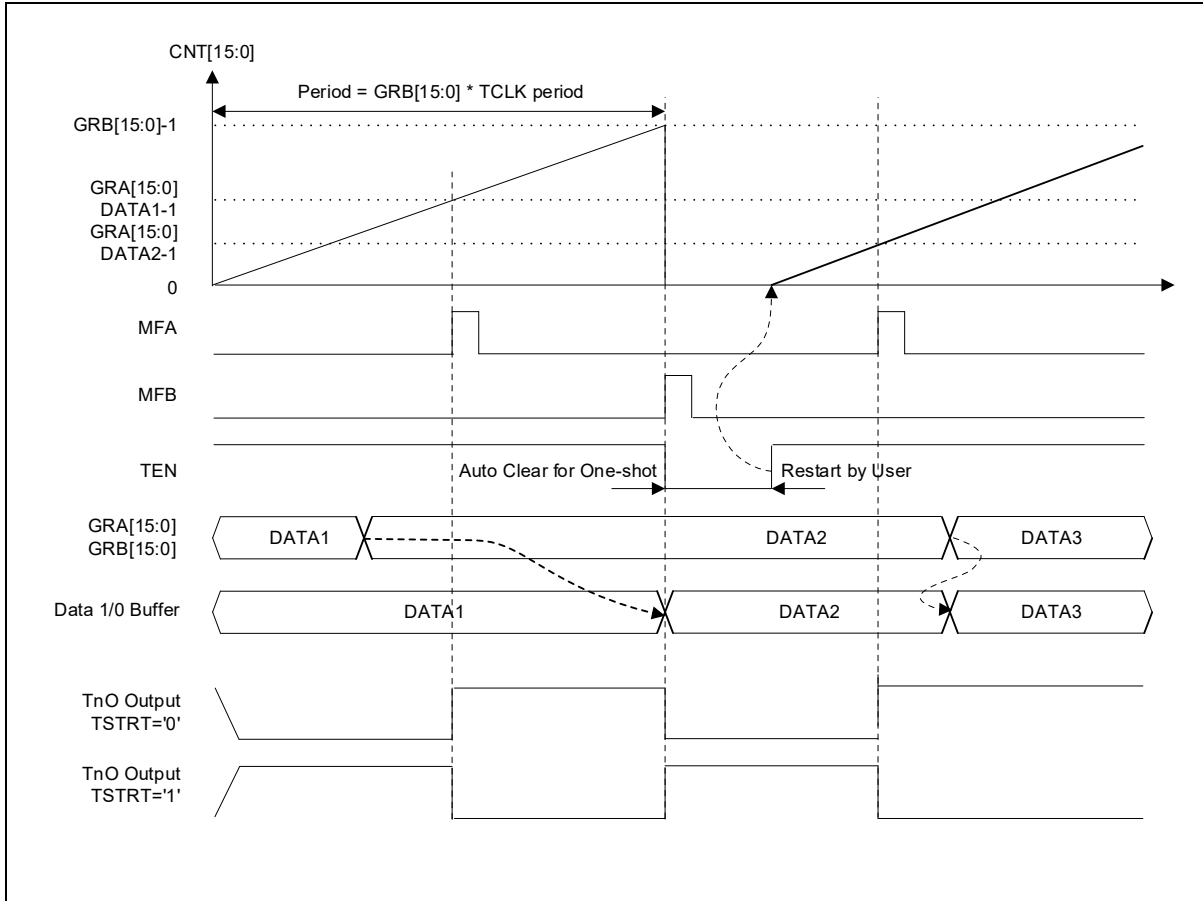 CNT[15:0]
Period = GRB[15:0] * TCLK period
GRB[15:0]-1
GRA[15:0]
DATA1-1
GRA[15:0]
DATA2-1
0
MFA
MFB
TEN
Auto Clear for One-shot
Restart by User
GRA[15:0]
GRB[15:0]
DATA1
DATA2
DATA3
Data 1/0 Buffer
DATA1
DATA2
DATA3
TnO Output
TSTRT='0'
TnO Output
TSTRT='1'